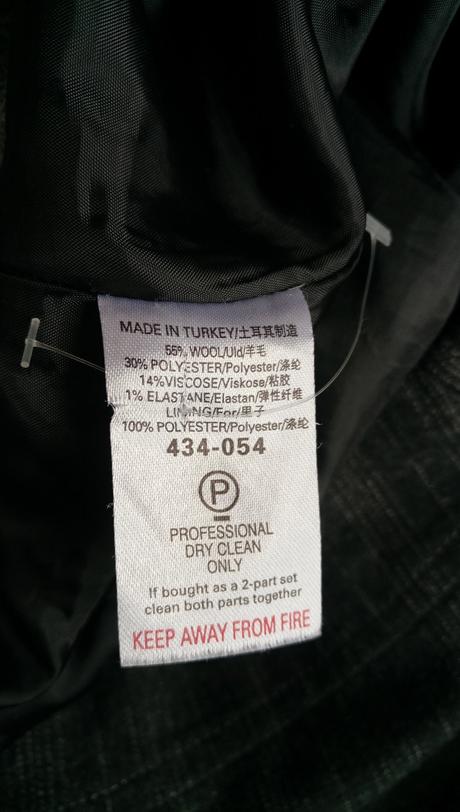 MADE IN TURKEY/土耳其制造
55% WOOL/Uld/羊毛
30% POLYESTER/Polyester/涤纶
14%VISCOSE/Viskose/粘胶
1% ELASTANE/Elastan/弹性纤维
LINING/For/里子
100% POLYESTER/Polyester/涤纶
434-054
P
PROFESSIONAL
DRY CLEAN
ONLY
If bought as a 2-part set
clean both parts together
KEEP AWAY FROM FIRE